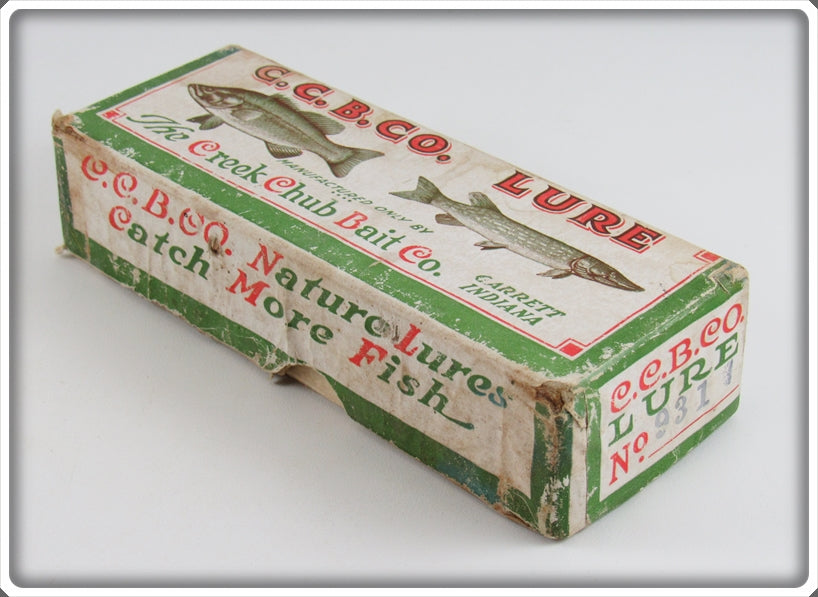 C.C.B.CO. LURE
The Creek Chub Bait Co.
MANUFACTURED ONLY BY
GARRETT
INDIANA
C.C.B.CO. Nature Lures
Catch More Fish
C.C.B.CO.
LURE
No. 931